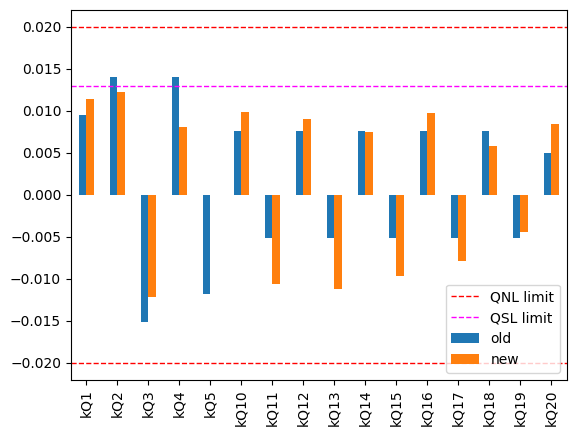 0.020
0.015
0.010
0.005
0.000
−0.005
−0.010
−0.015
−0.020
QNL limit
QSL limit
old
new
kQ1
kQ2
kQ3
kQ4
kQ5
kQ10
kQ11
kQ12
kQ13
kQ14
kQ15
kQ16
kQ17
kQ18
kQ19
kQ20